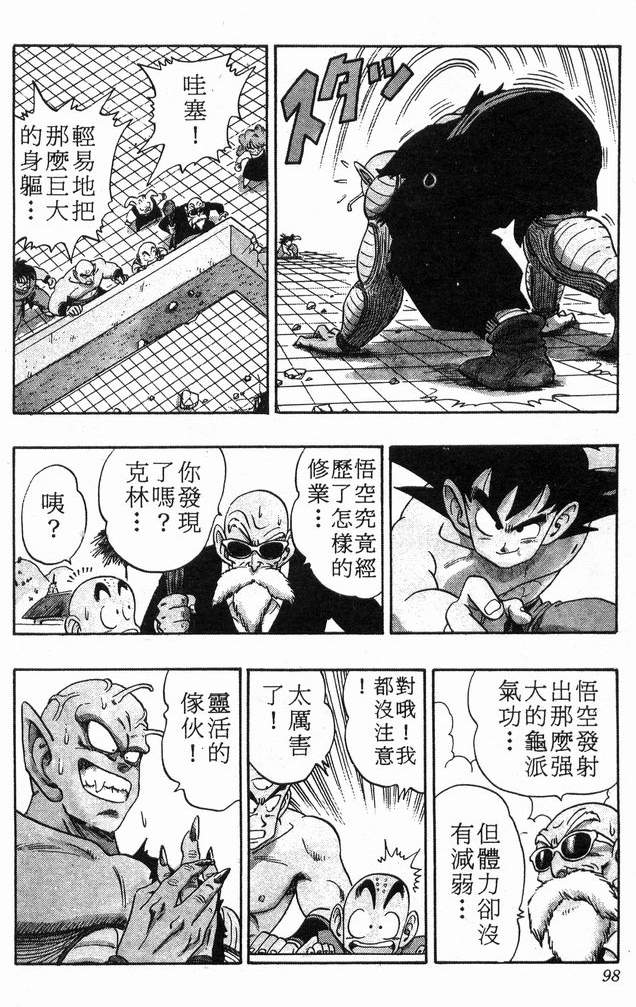 スタッ
哇塞！
輕易地把
那麼巨大
的身軀…
悟空究竟經
歷了怎樣的
修業…
你發現
了嗎？
克林…
咦？
悟空發射
出那麼强
大的龜派
氣功…
但體力卻沒
有減弱…
對哦！我
都沒注意
！
太厲害
了！
靈活的
傢伙！
98